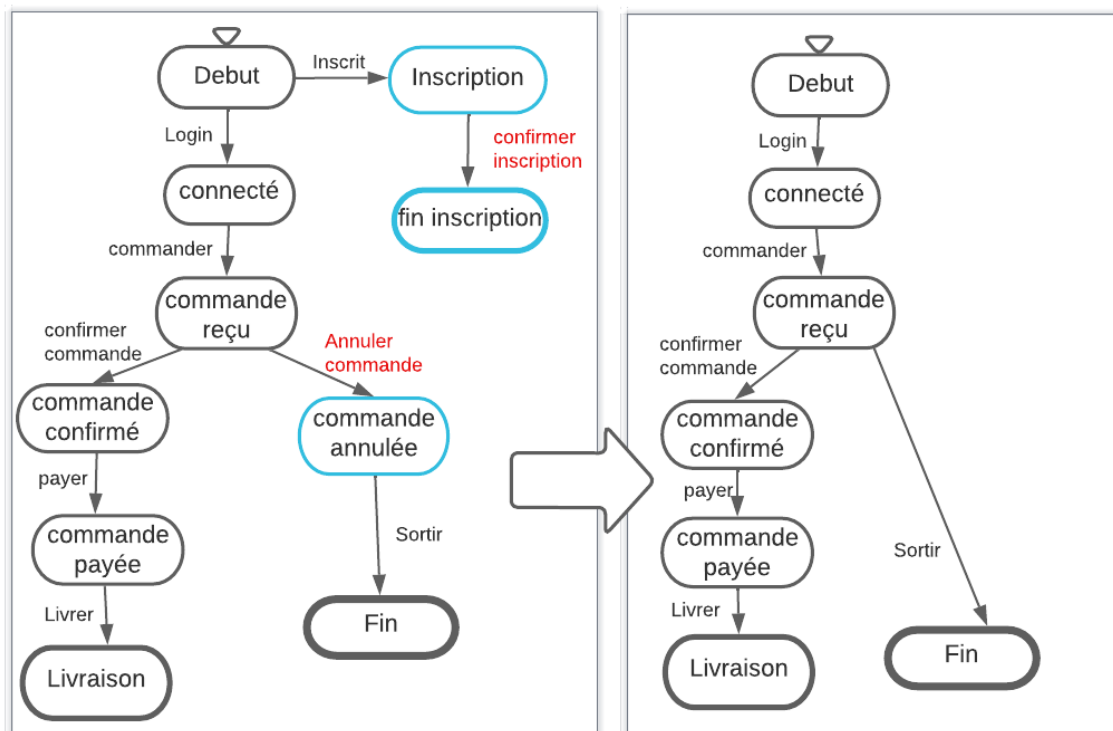 Debut
Inscrit
Inscription
Login
confirmer
inscription
connecté
fin inscription
commander
commande
reçu
confirmer
commande
Annuler
commande
commande
confirmé
commande
annulée
payer
commande
payée
Sortir
Livrer
Fin
Livraison
Debut
Login
connecté
commander
commande
reçu
confirmer
commande
commande
confirmé
payer
commande
payée
Sortir
Livrer
Fin
Livraison